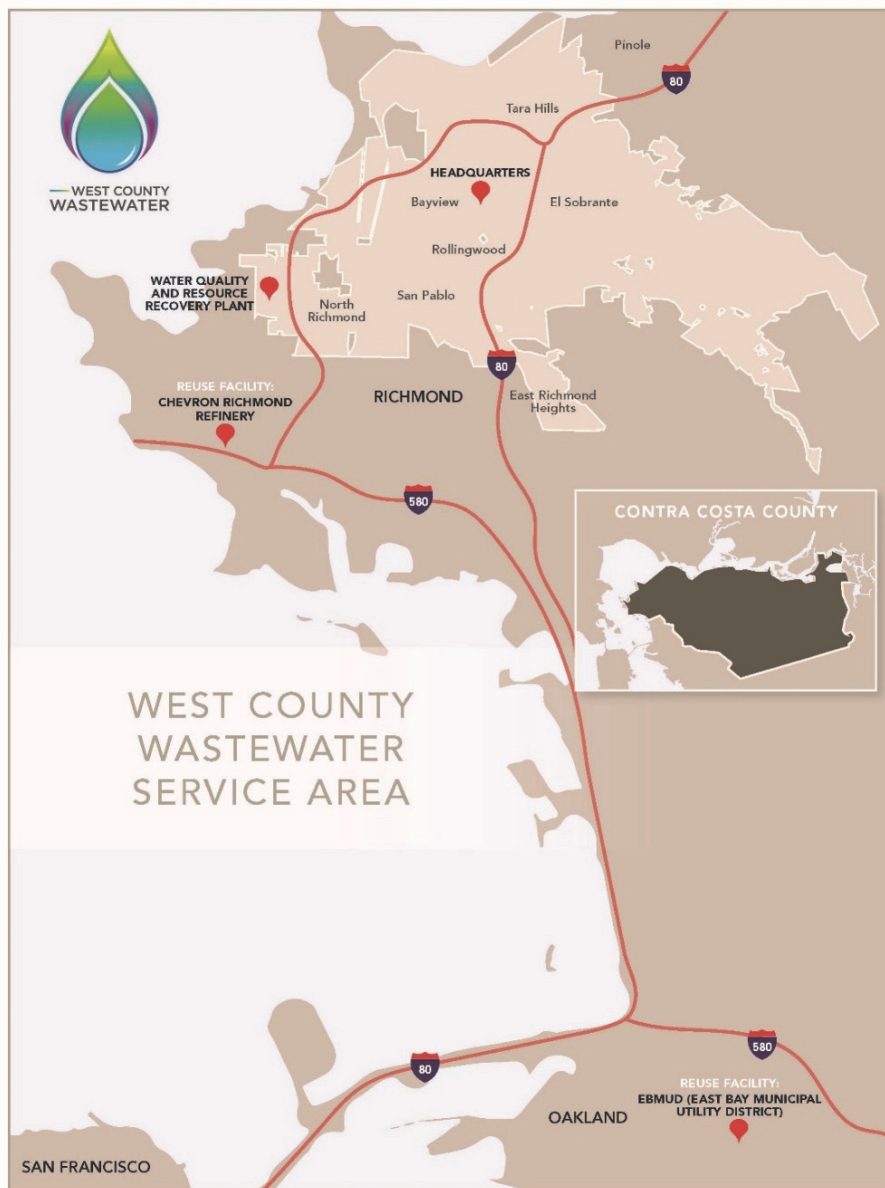 WEST COUNTY
WASTEWATER
Pinole
80
Tara Hills
HEADQUARTERS
Bayview
El Sobrante
Rollingwood
WATER QUALITY
AND RESOURCE
RECOVERY PLANT
San Pablo
North
Richmond
80
REUSE FACILITY:
CHEVRON RICHMOND
REFINERY
RICHMOND
East Richmond
Heights
580
CONTRA COSTA COUNTY
WEST COUNTY
WASTEWATER
SERVICE AREA
80
580
REUSE FACILITY:
EBMUD (EAST BAY MUNICIPAL
UTILITY DISTRICT)
OAKLAND
SAN FRANCISCO